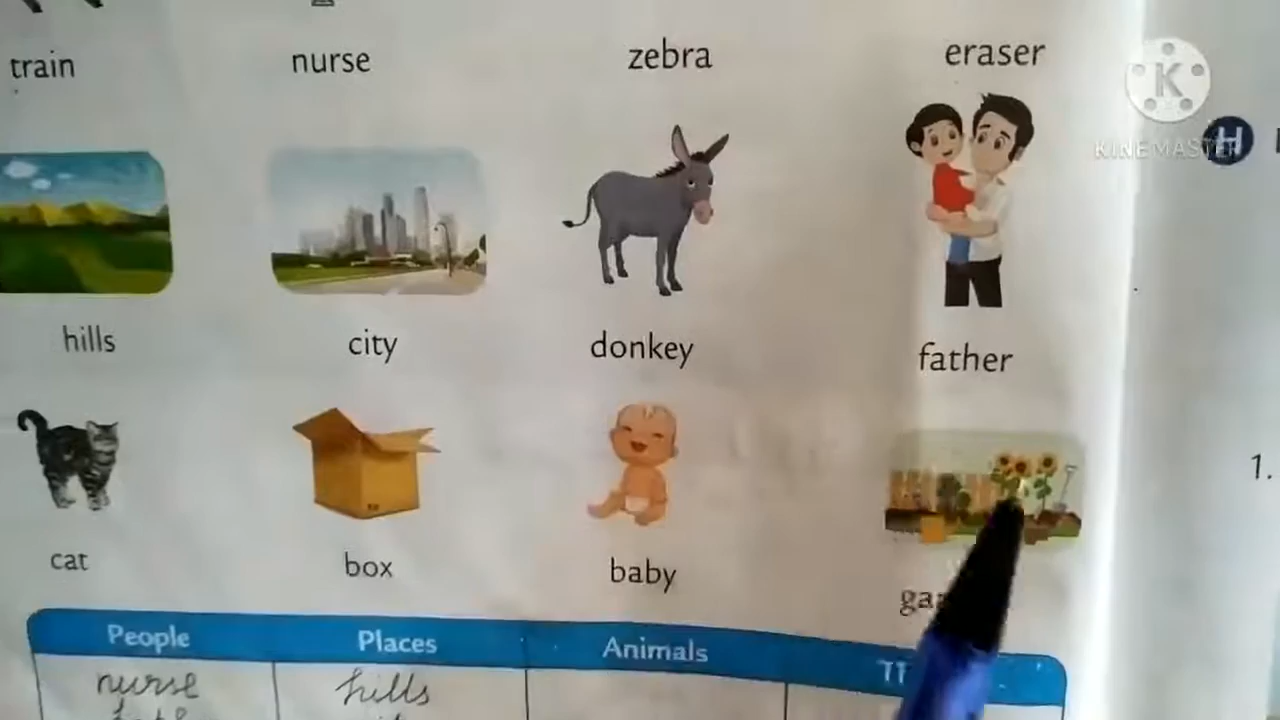 train nurse zebra eraser
KINEMASTER
H
hills city donkey father
1.
cat box baby
People Places Animals
nurse hills